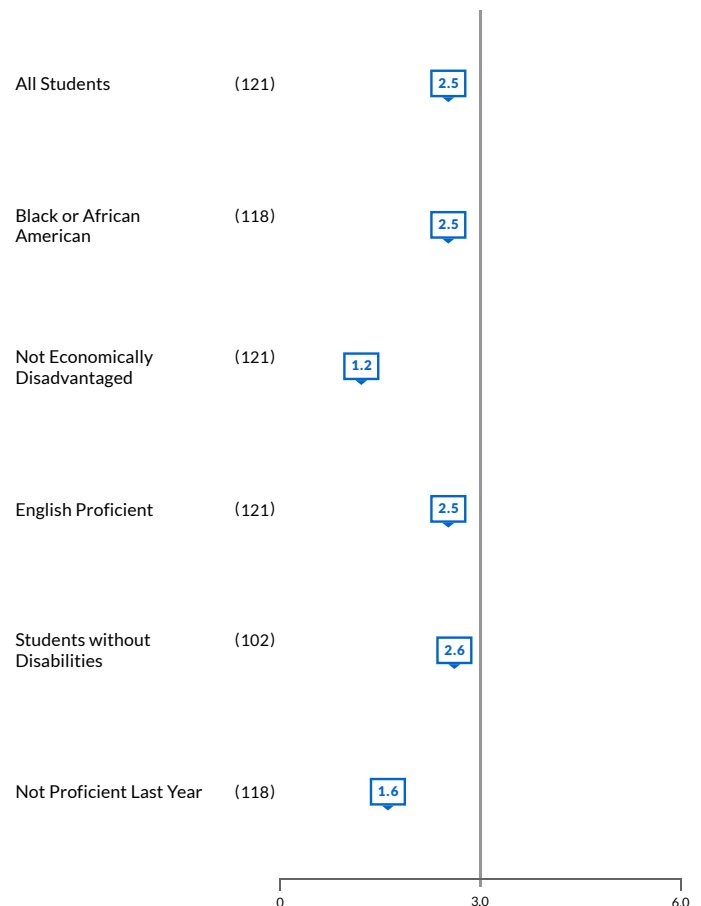 All Students (121) 2.5
Black or African (118) 2.5
American
Not Economically (121) 1.2
Disadvantaged
English Proficient (121) 2.5
Students without (102) 2.6
Disabilities
Not Proficient Last Year (118) 1.6
0 3.0 6.0